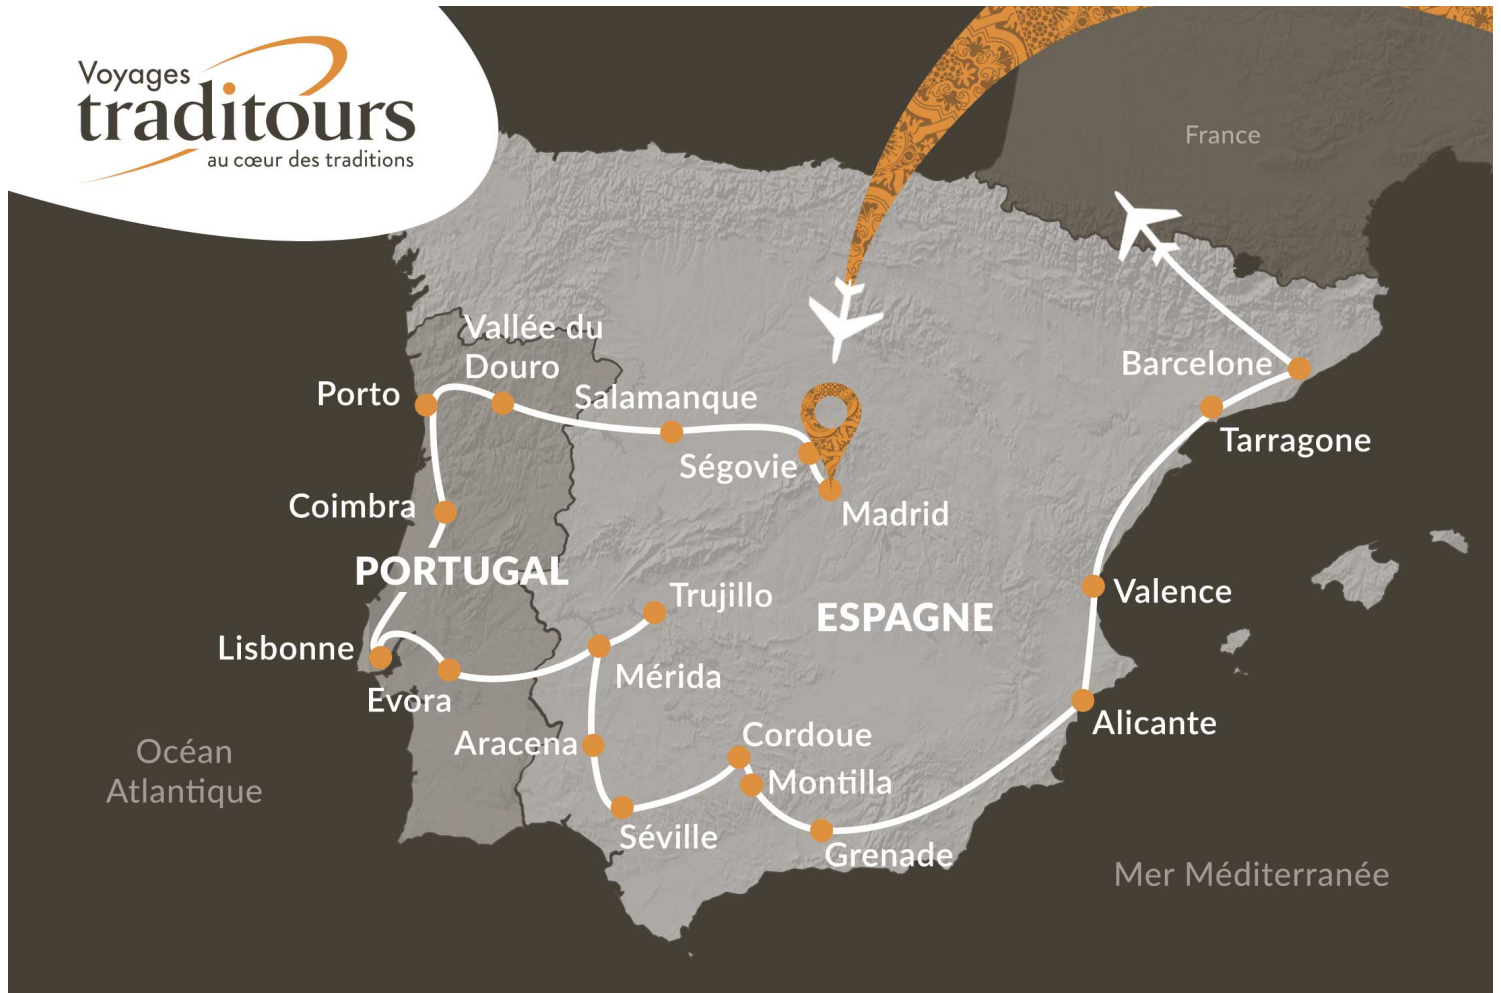 Voyages
traditours
au cœur des traditions
France
Vallée du
Douro
Porto
Salamanque
Barcelone
Ségovie
Tarragone
Coimbra
Madrid
PORTUGAL
Trujillo
Valence
ESPAGNE
Lisbonne
Mérida
Evora
Alicante
Aracena
Cordoue
Océan
Atlantique
Montilla
Séville
Grenade
Mer Méditerranée